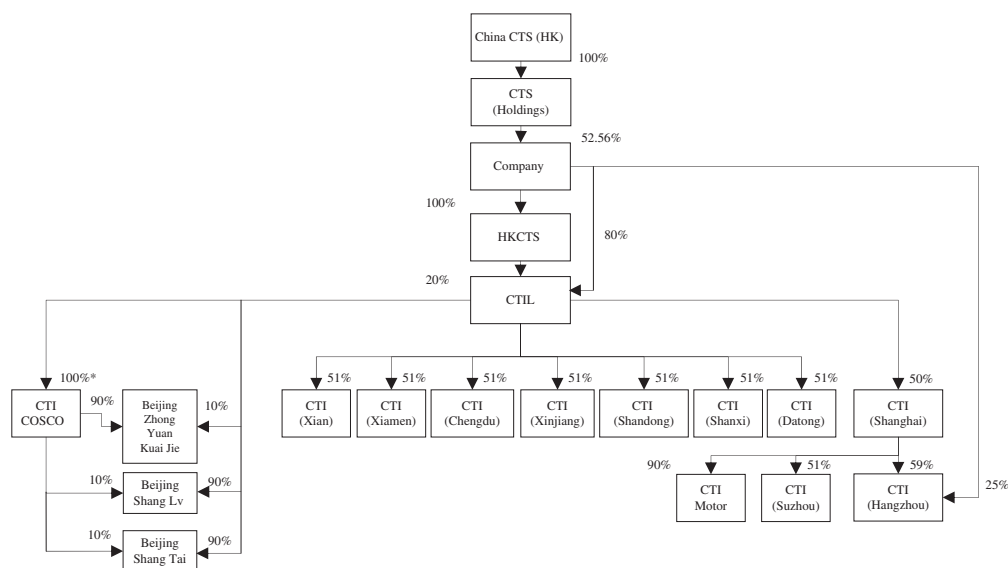 China CTS (HK)
100%
CTS
(Holdings)
52.56%
Company
100%
HKCTS
80%
20%
CTIL
100%*
CTI
COSCO
90%
Beijing
Zhong
Yuan
Kuai Jie
10%
10%
Beijing
Shang Lv
90%
10%
Beijing
Shang Tai
90%
51%
CTI
(Xian)
51%
CTI
(Xiamen)
51%
CTI
(Chengdu)
51%
CTI
(Xinjiang)
51%
CTI
(Shandong)
51%
CTI
(Shanxi)
51%
CTI
(Datong)
50%
CTI
(Shanghai)
90%
CTI
Motor
51%
CTI
(Suzhou)
59%
CTI
(Hangzhou)
25%